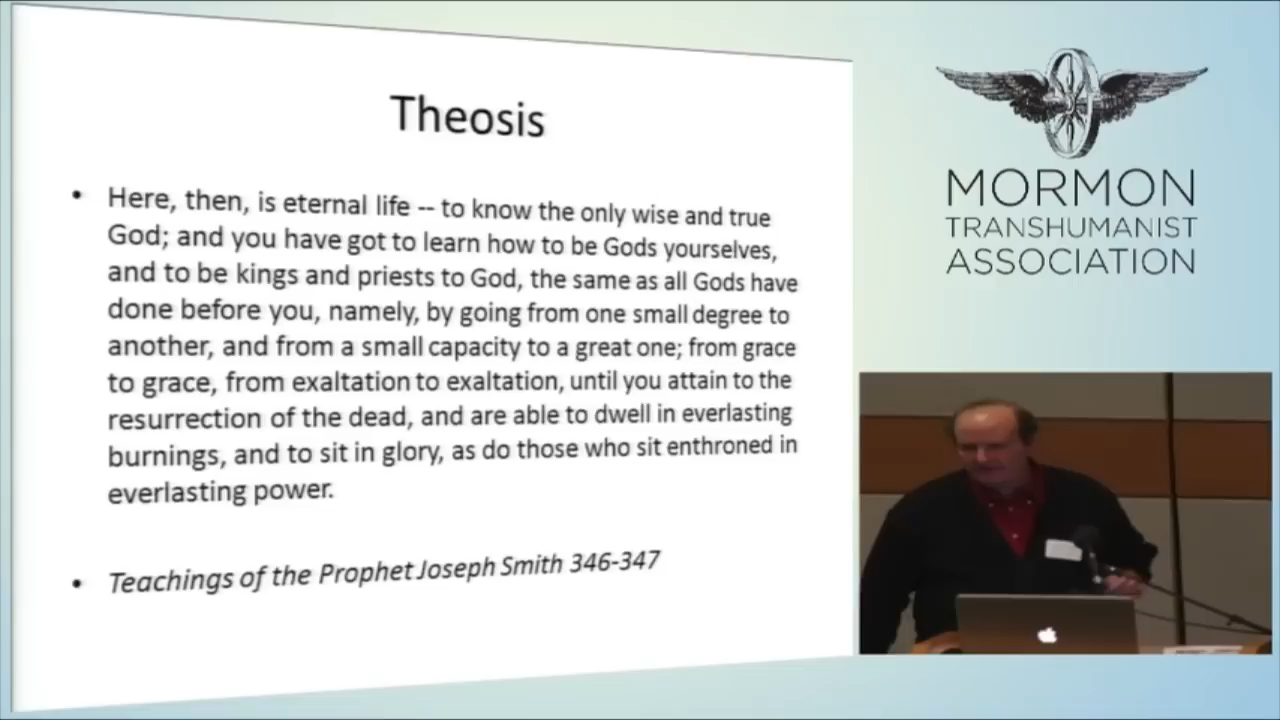 Theosis
• Here, then, is eternal life -- to know the only wise and true
God; and you have got to learn how to be Gods yourselves,
and to be kings and priests to God, the same as all Gods have
done before you, namely, by going from one small degree to
another, and from a small capacity to a great one; from grace
to grace, from exaltation to exaltation, until you attain to the
resurrection of the dead, and are able to dwell in everlasting
burnings, and to sit in glory, as do those who sit enthroned in
everlasting power.
• Teachings of the Prophet Joseph Smith 346-347
MORMON
TRANSHUMANIST
ASSOCIATION